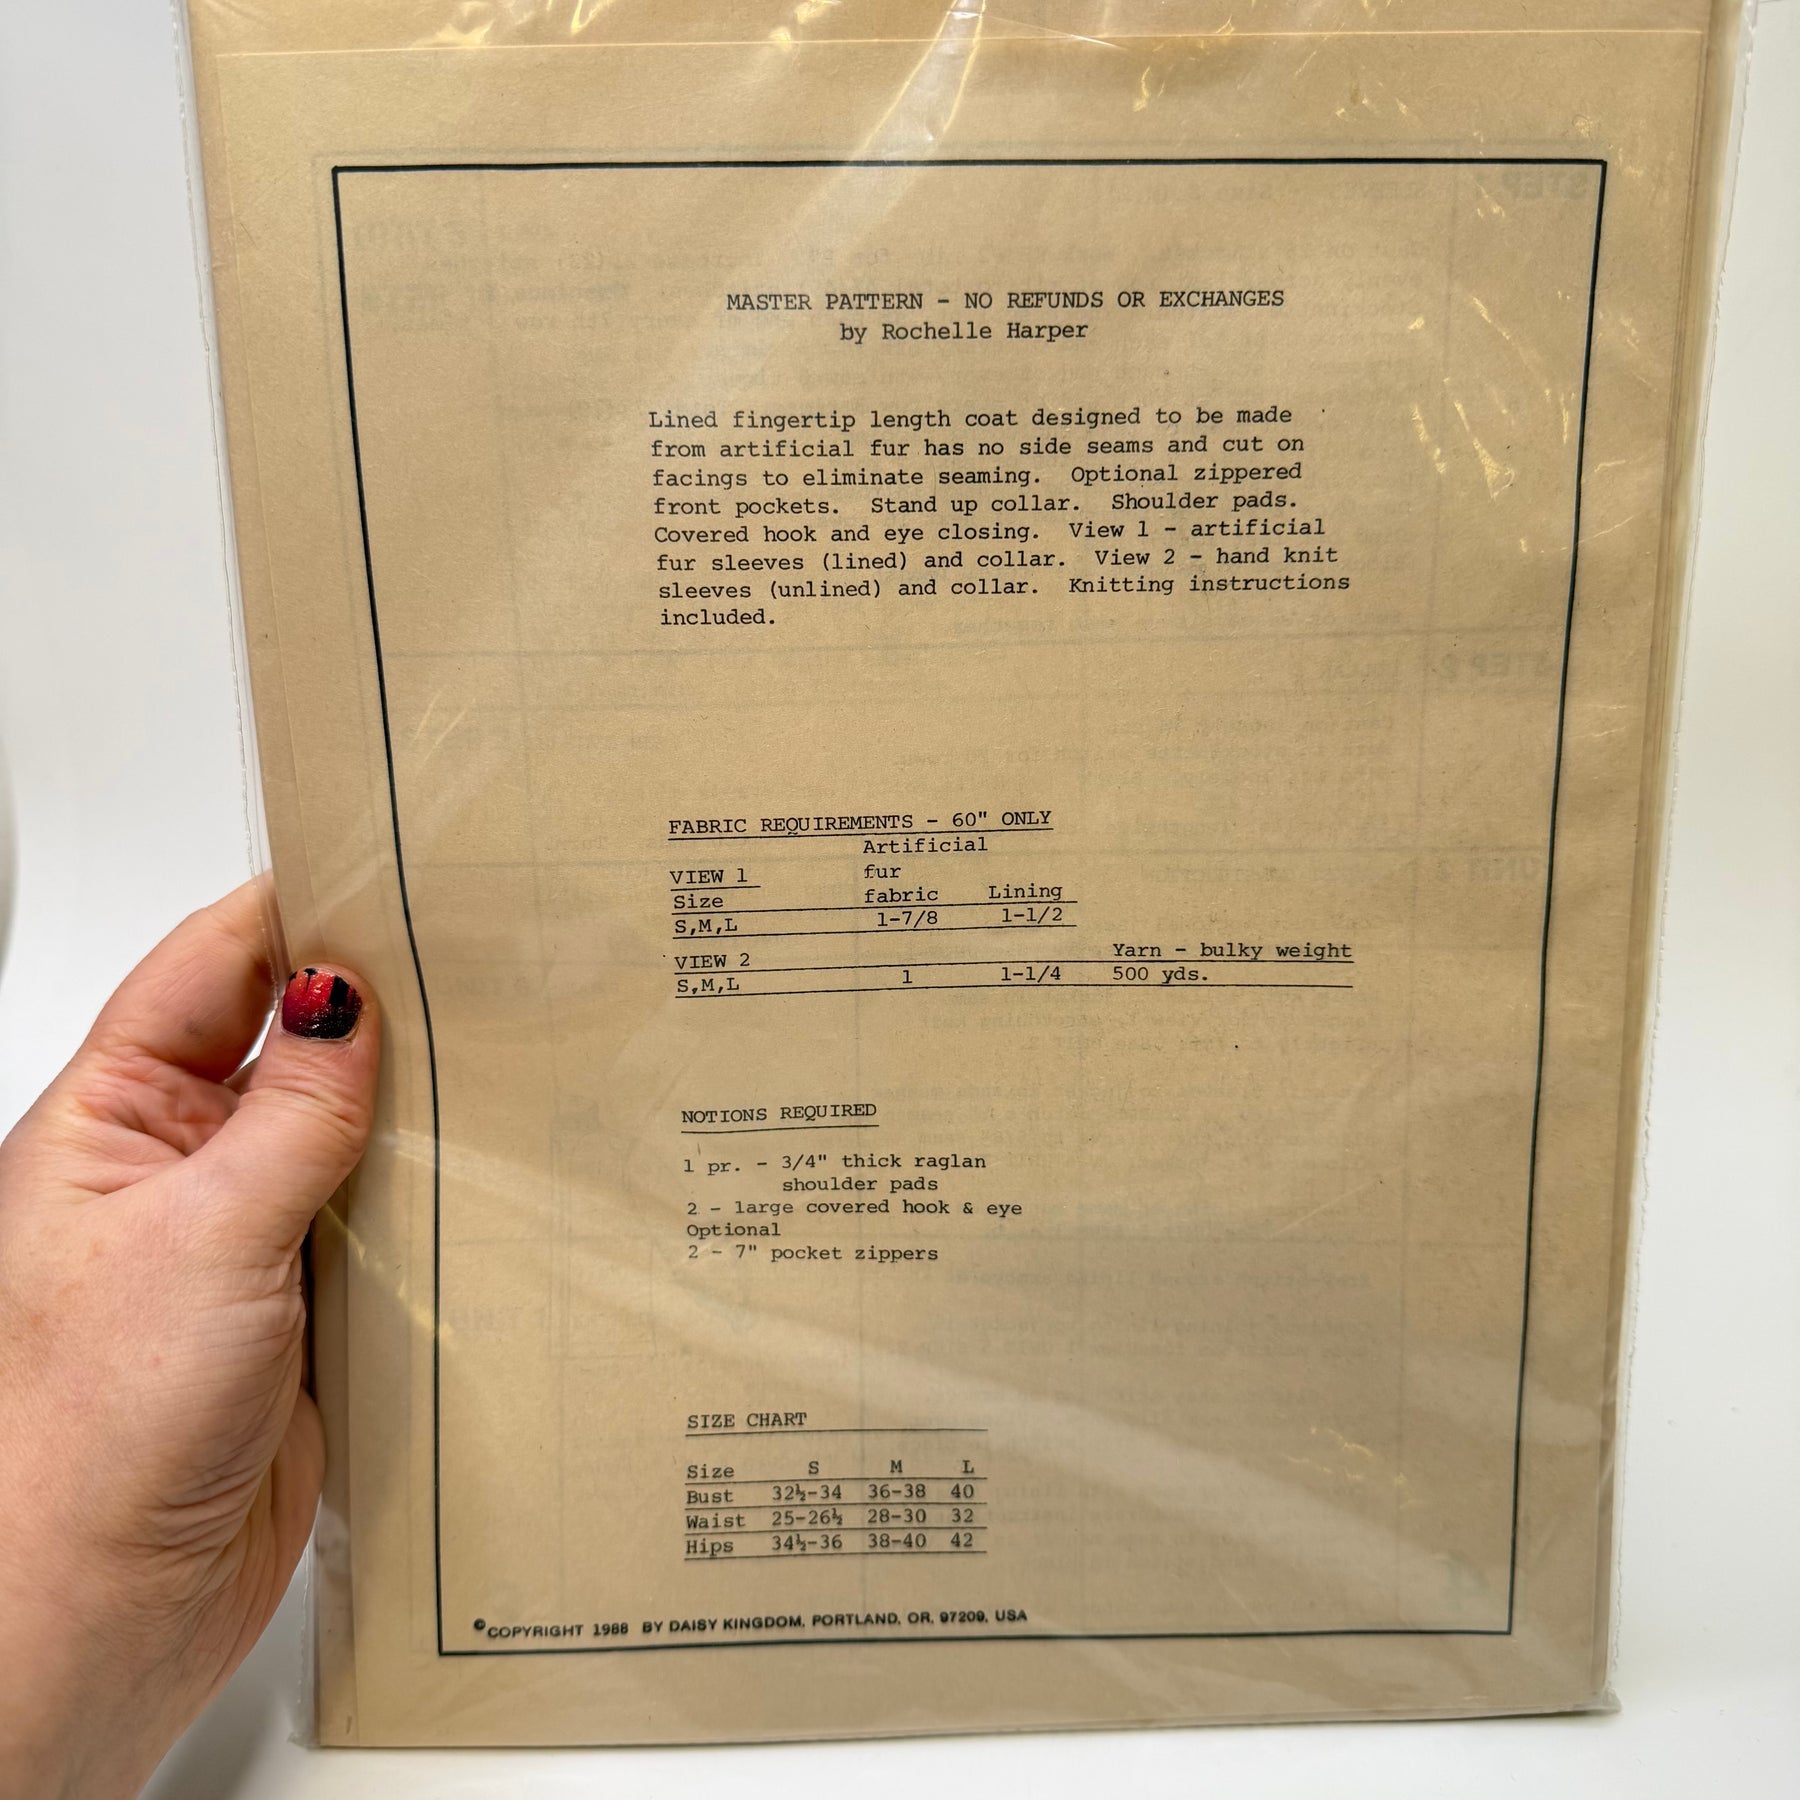 MASTER PATTERN - NO REFUNDS OR EXCHANGES
by Rochelle Harper
Lined fingertip length coat designed to be made
from artificial fur has no side seams and cut on
facings to eliminate seaming. Optional zippered
front pockets. Stand up collar. Shoulder pads.
Covered hook and eye closing. View 1 - artificial
fur sleeves (lined) and collar. View 2 - hand knit
sleeves (unlined) and collar. Knitting instructions
included.
FABRIC REQUIREMENTS - 60" ONLY
Artificial
VIEW 1 fur
Size fabric Lining
S,M,L 1-7/8 1-1/2
VIEW 2 Yarn - bulky weight
S,M,L 1 1-1/4 500 yds.
NOTIONS REQUIRED
1 pr. - 3/4" thick raglan
shoulder pads
2 - large covered hook & eye
Optional
2 - 7" pocket zippers
SIZE CHART
Size S M L
Bust 32½-34 36-38 40
Waist 25-26½ 28-30 32
Hips 34½-36 38-40 42
©COPYRIGHT 1988 BY DAISY KINGDOM, PORTLAND, OR. 97209, USA